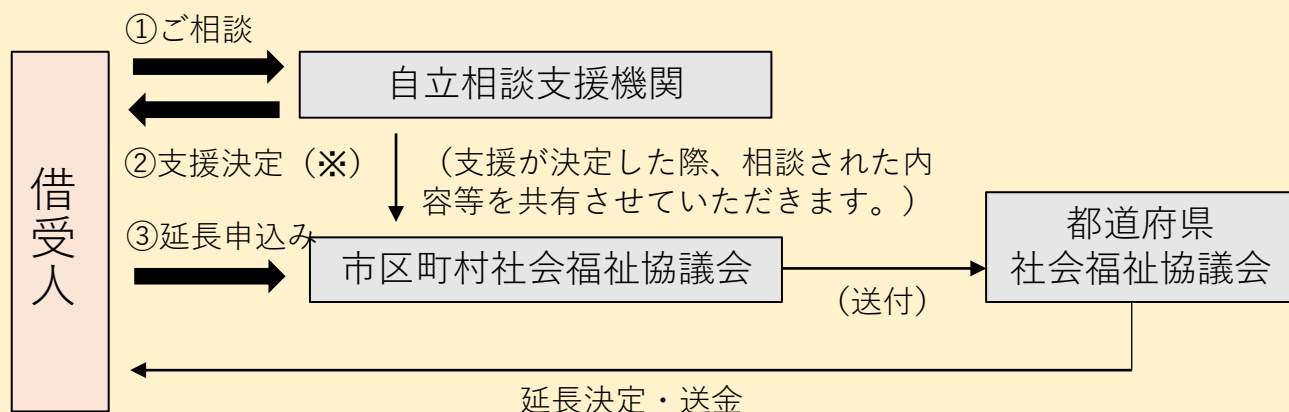 ①ご相談
自立相談支援機関
②支援決定（※）
（支援が決定した際、相談された内
容等を共有させていただきます。）
借受人
③延長申込み
市区町村社会福祉協議会
（送付）
都道府県
社会福祉協議会
延長決定・送金